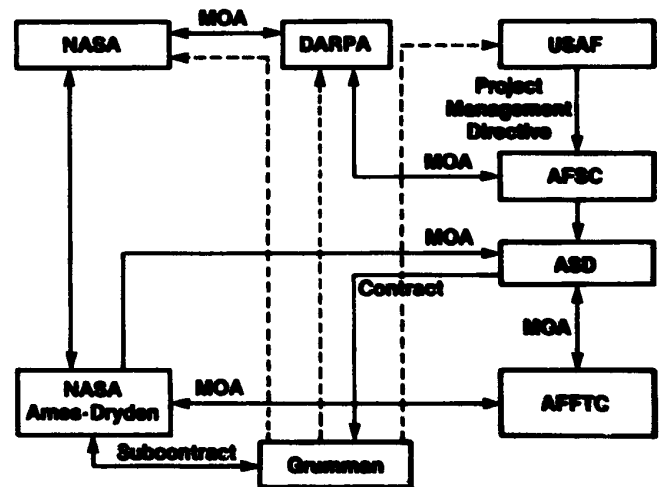 MOA
NASA
DARPA
USAF
Project
Management
Directive
MOA
AFSC
MOA
ASD
Contract
MOA
NASA
Ames-Dryden
MOA
AFFTC
Subcontract
Grumman